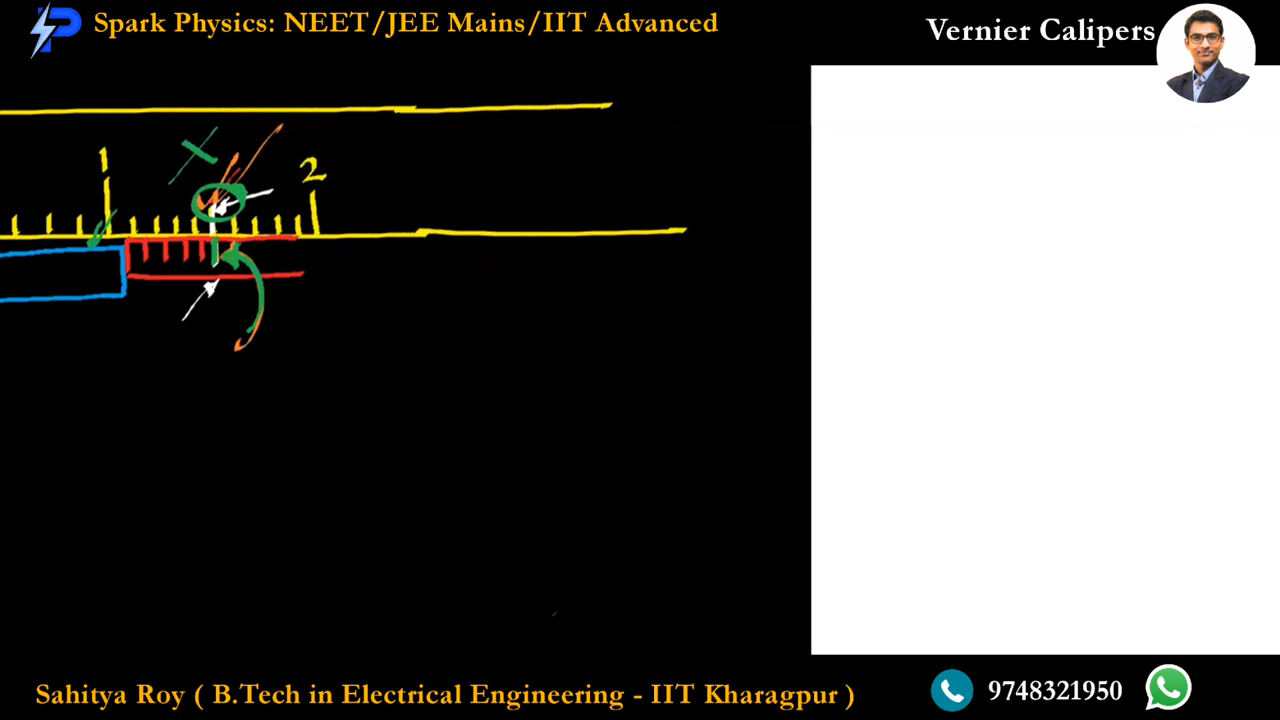 Spark Physics: NEET/JEE Mains/IIT Advanced
Vernier Calipers
1
2
Sahitya Roy ( B.Tech in Electrical Engineering - IIT Kharagpur )
9748321950